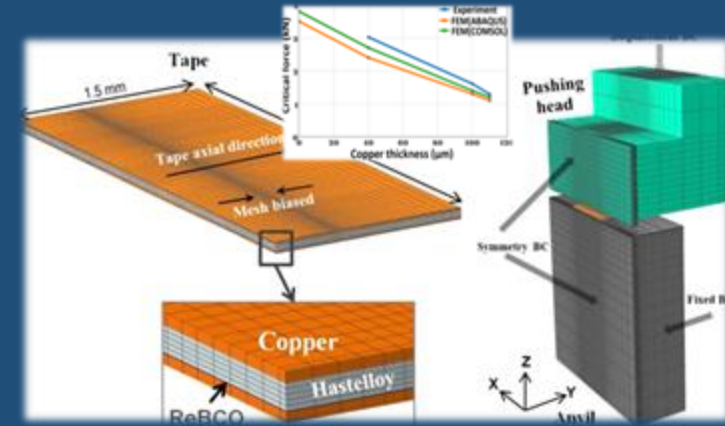 Experiment
FEM(ABAQUS)
FEM(COMSOL)
Critical force (kN)
Copper thickness (μm)
Tape
1.5 mm
Tape axial direction
Mesh biased
Pushing
head
Symmetry BC
Fixed B
Copper
Hastelloy
ReBCO
Z
X
Y
Anvil